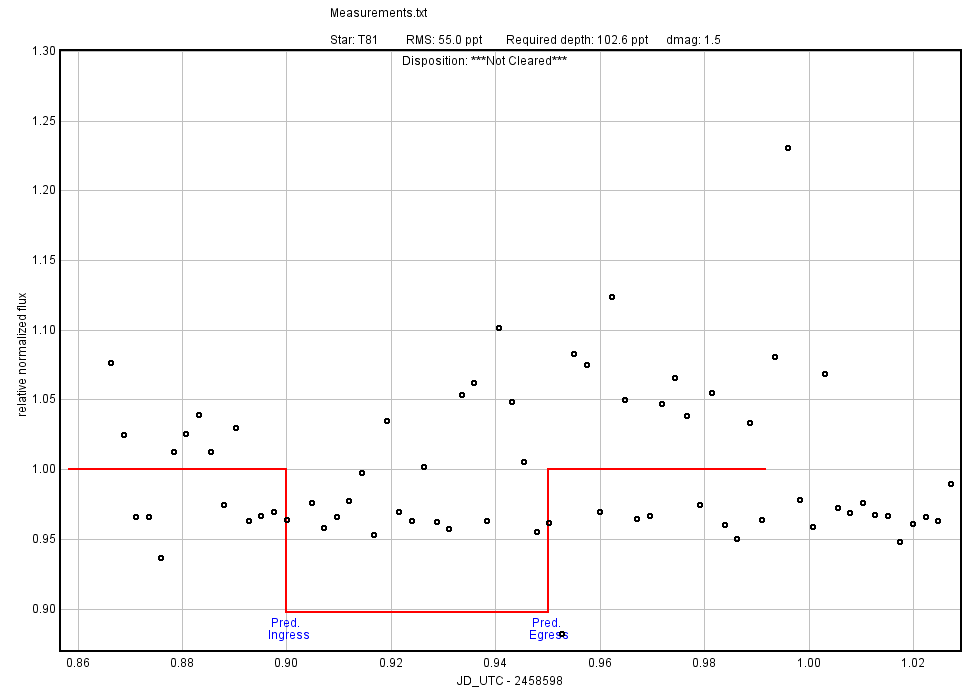 Measurements.txt
Star: T81 RMS: 55.0 ppt Required depth: 102.6 ppt dmag: 1.5
Disposition: ***Not Cleared***
1.30
1.25
1.20
1.15
1.10
1.05
1.00
0.95
0.90
relative normalized flux
Pred.
Ingress
Pred.
Egress
0.86 0.88 0.90 0.92 0.94 0.96 0.98 1.00 1.02
JD_UTC - 2458598